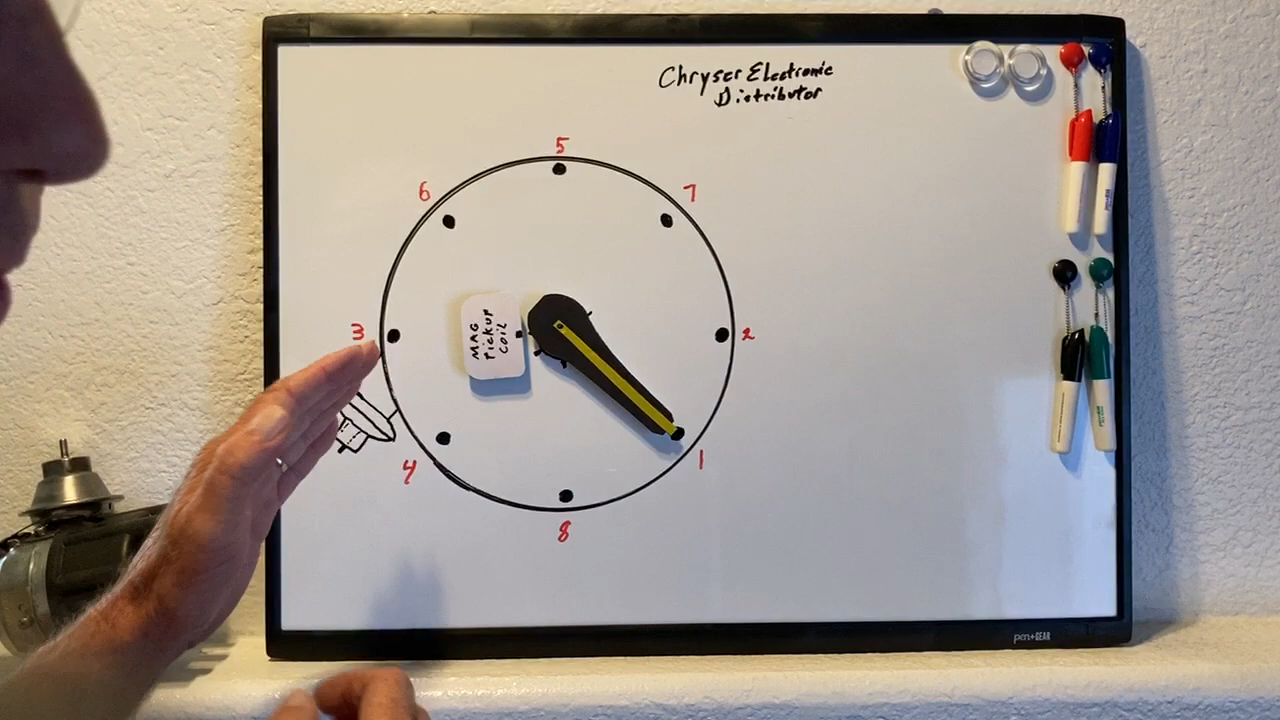 Chryser Electronic
Distributor
5
6
7
3
MAG
PICKUP
COIL
2
4
1
8
pen+GEAR